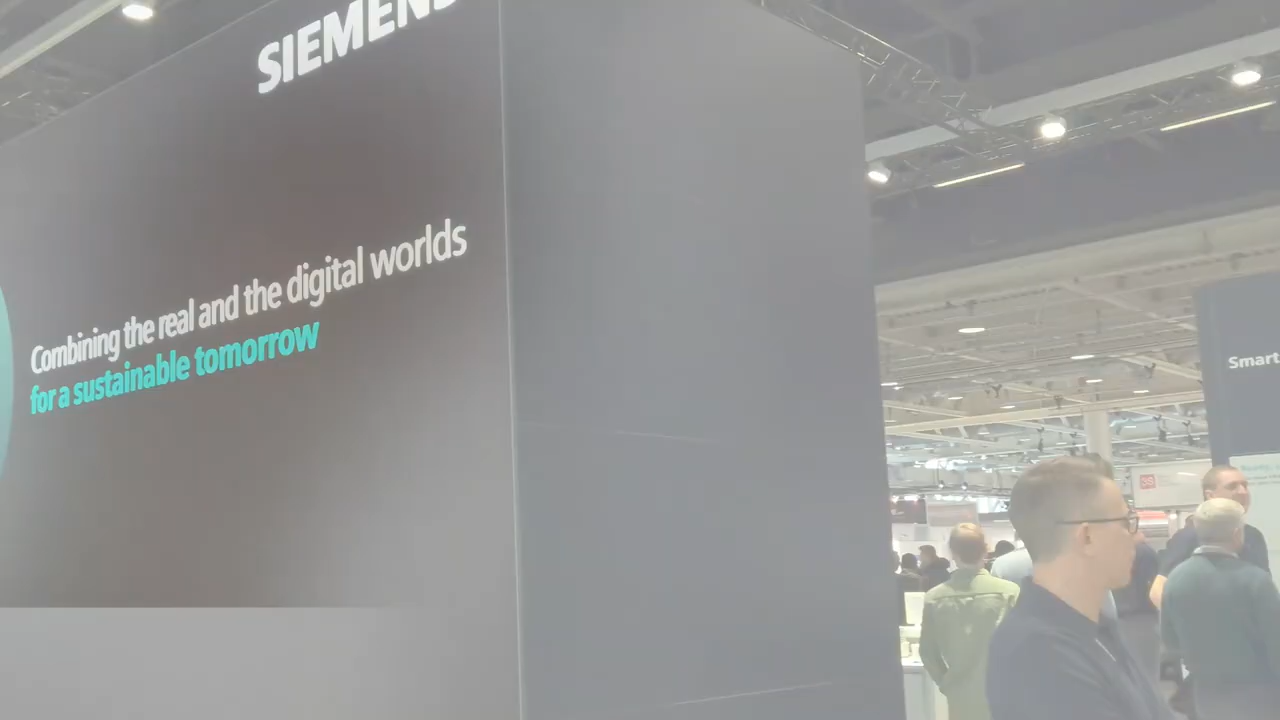 SIEMENS
Combining the real and the digital worlds
for a sustainable tomorrow
Smart